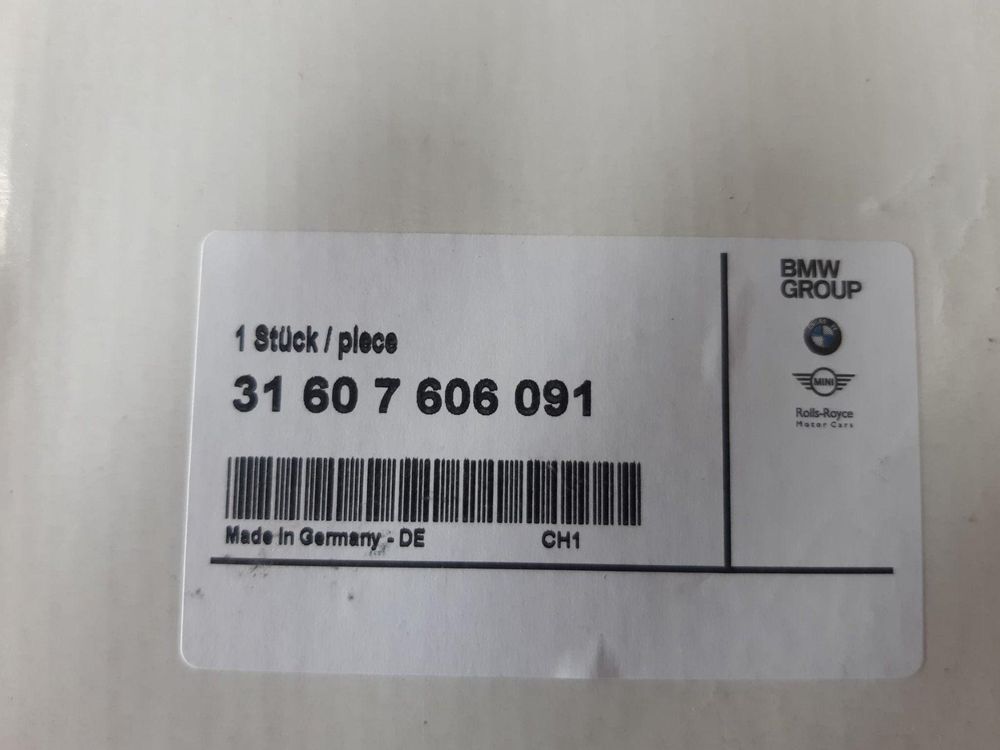 1 Stück / piece
31 60 7 606 091
Made in Germany - DE
CH1
BMW
GROUP
MINI
Rolls-Royce
Motor Cars